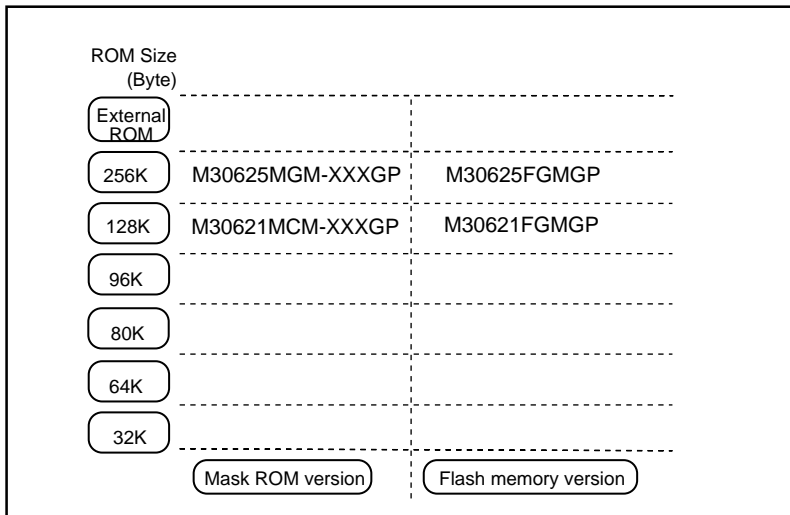 ROM Size
(Byte)
External
ROM
256K M30625MGM-XXXGP M30625FGMGP
128K M30621MCM-XXXGP M30621FGMGP
96K
80K
64K
32K
Mask ROM version Flash memory version